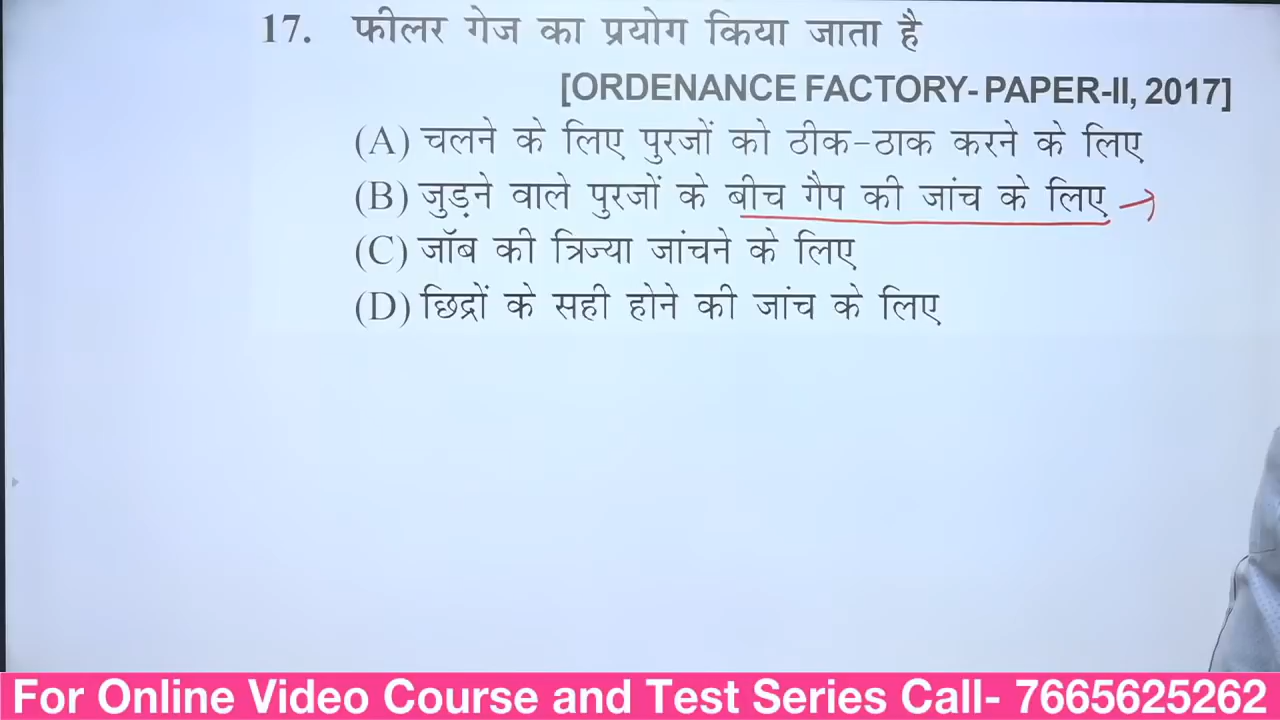 17. फीलर गेज का प्रयोग किया जाता है
[ORDENANCE FACTORY- PAPER-II, 2017]
(A) चलने के लिए पुरजों को ठीक-ठाक करने के लिए
(B) जुड़ने वाले पुरजों के बीच गैप की जांच के लिए
(C) जॉब की त्रिज्या जांचने के लिए
(D) छिद्रों के सही होने की जांच के लिए
For Online Video Course and Test Series Call- 7665625262